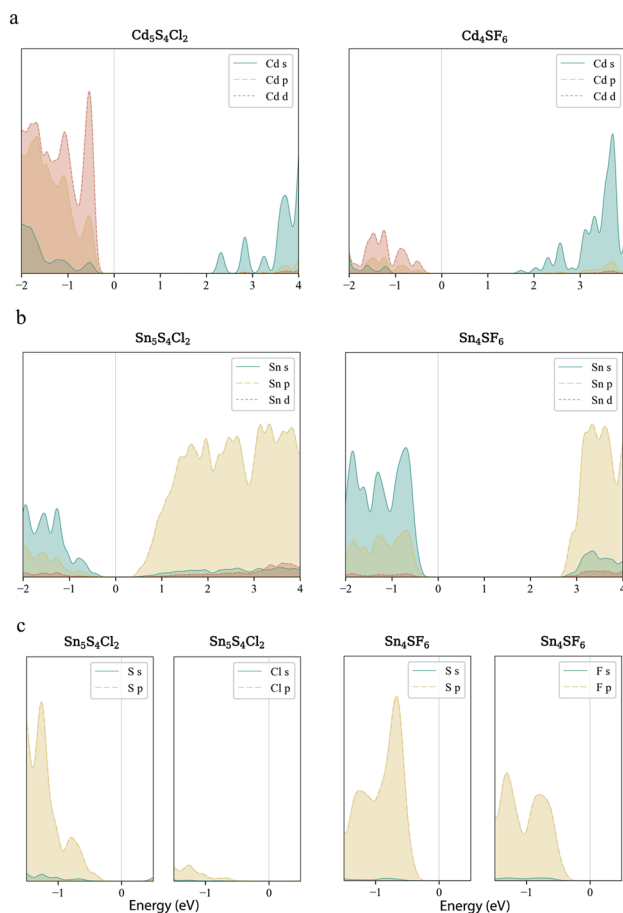 a
Cd₅S₄Cl₂
Cd₄SF₆
Cd s
Cd p
Cd d
Cd s
Cd p
Cd d
−2 −1 0 1 2 3 4
−2 −1 0 1 2 3
b
Sn₅S₄Cl₂
Sn₄SF₆
Sn s
Sn p
Sn d
Sn s
Sn p
Sn d
−2 −1 0 1 2 3 4
−2 −1 0 1 2 3 4
c
Sn₅S₄Cl₂
Sn₅S₄Cl₂
Sn₄SF₆
Sn₄SF₆
S s
S p
Cl s
Cl p
S s
S p
F s
F p
−1 0
−1 0
−1 0
−1 0
Energy (eV)
Energy (eV)